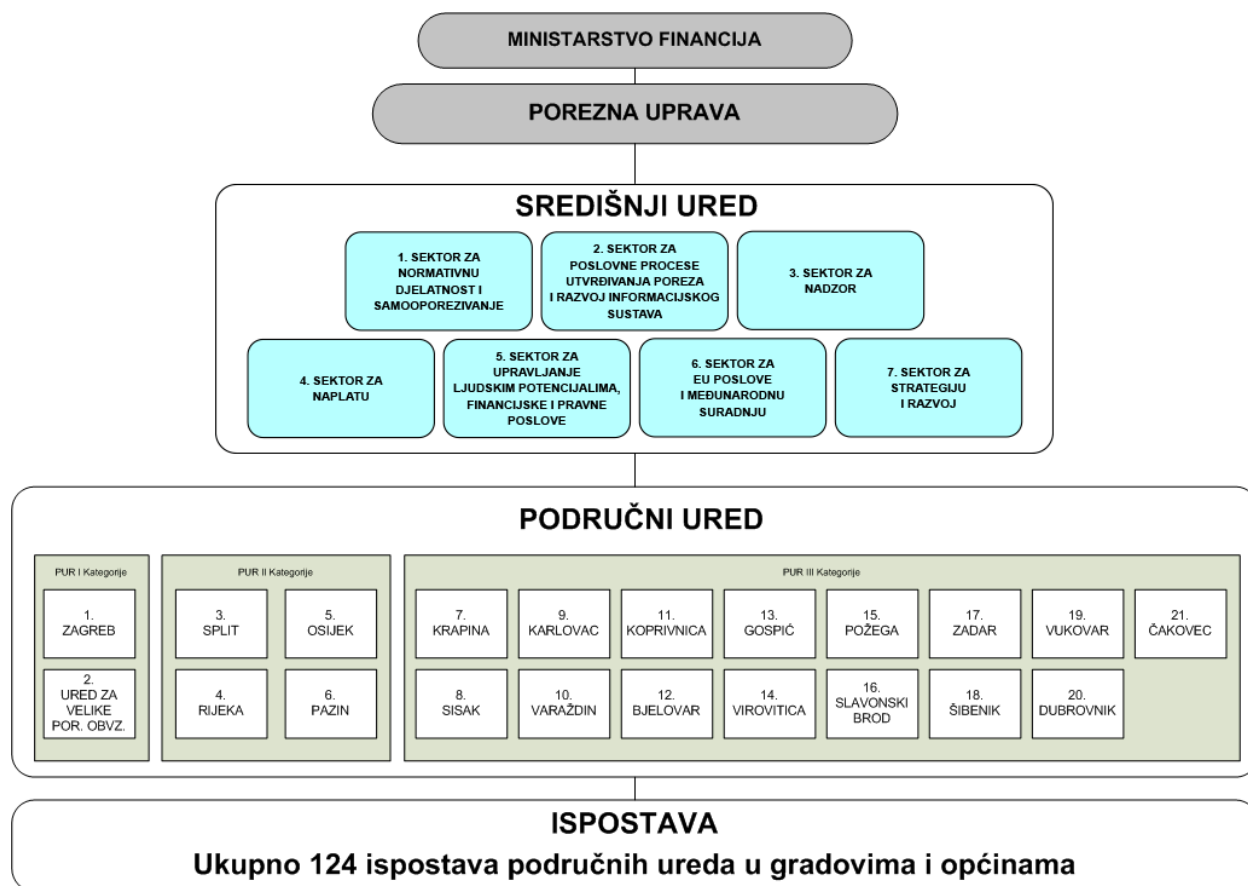 MINISTARSTVO FINANCIJA
POREZNA UPRAVA
SREDIŠNJI URED
1. SEKTOR ZA
NORMATIVNU
DJELATNOST I
SAMOOPOREZIVANJE
2. SEKTOR ZA
POSLOVNE PROCESE
UTVRĐIVANJA POREZA
I RAZVOJ INFORMACIJSKOG
SUSTAVA
3. SEKTOR ZA
NADZOR
4. SEKTOR ZA
NAPLATU
5. SEKTOR ZA
UPRAVLJANJE
LJUDSKIM POTENCIJALIMA,
FINANCIJSKE I PRAVNE
POSLOVE
6. SEKTOR ZA
EU POSLOVE
I MEĐUNARODNU
SURADNJU
7. SEKTOR ZA
STRATEGIJU
I RAZVOJ
PODRUČNI URED
PUR I Kategorije
1.
ZAGREB
2.
URED ZA
VELIKE
POR. OBVZ.
PUR II Kategorije
3.
SPLIT
5.
OSIJEK
4.
RIJEKA
6.
PAZIN
PUR III Kategorije
7.
KRAPINA
9.
KARLOVAC
11.
KOPRIVNICA
13.
GOSPIĆ
15.
POŽEGA
17.
ZADAR
19.
VUKOVAR
21.
ČAKOVEC
8.
SISAK
10.
VARAŽDIN
12.
BJELOVAR
14.
VIROVITICA
16.
SLAVONSKI
BROD
18.
ŠIBENIK
20.
DUBROVNIK
ISPOSTAVA
Ukupno 124 ispostava područnih ureda u gradovima i općinama